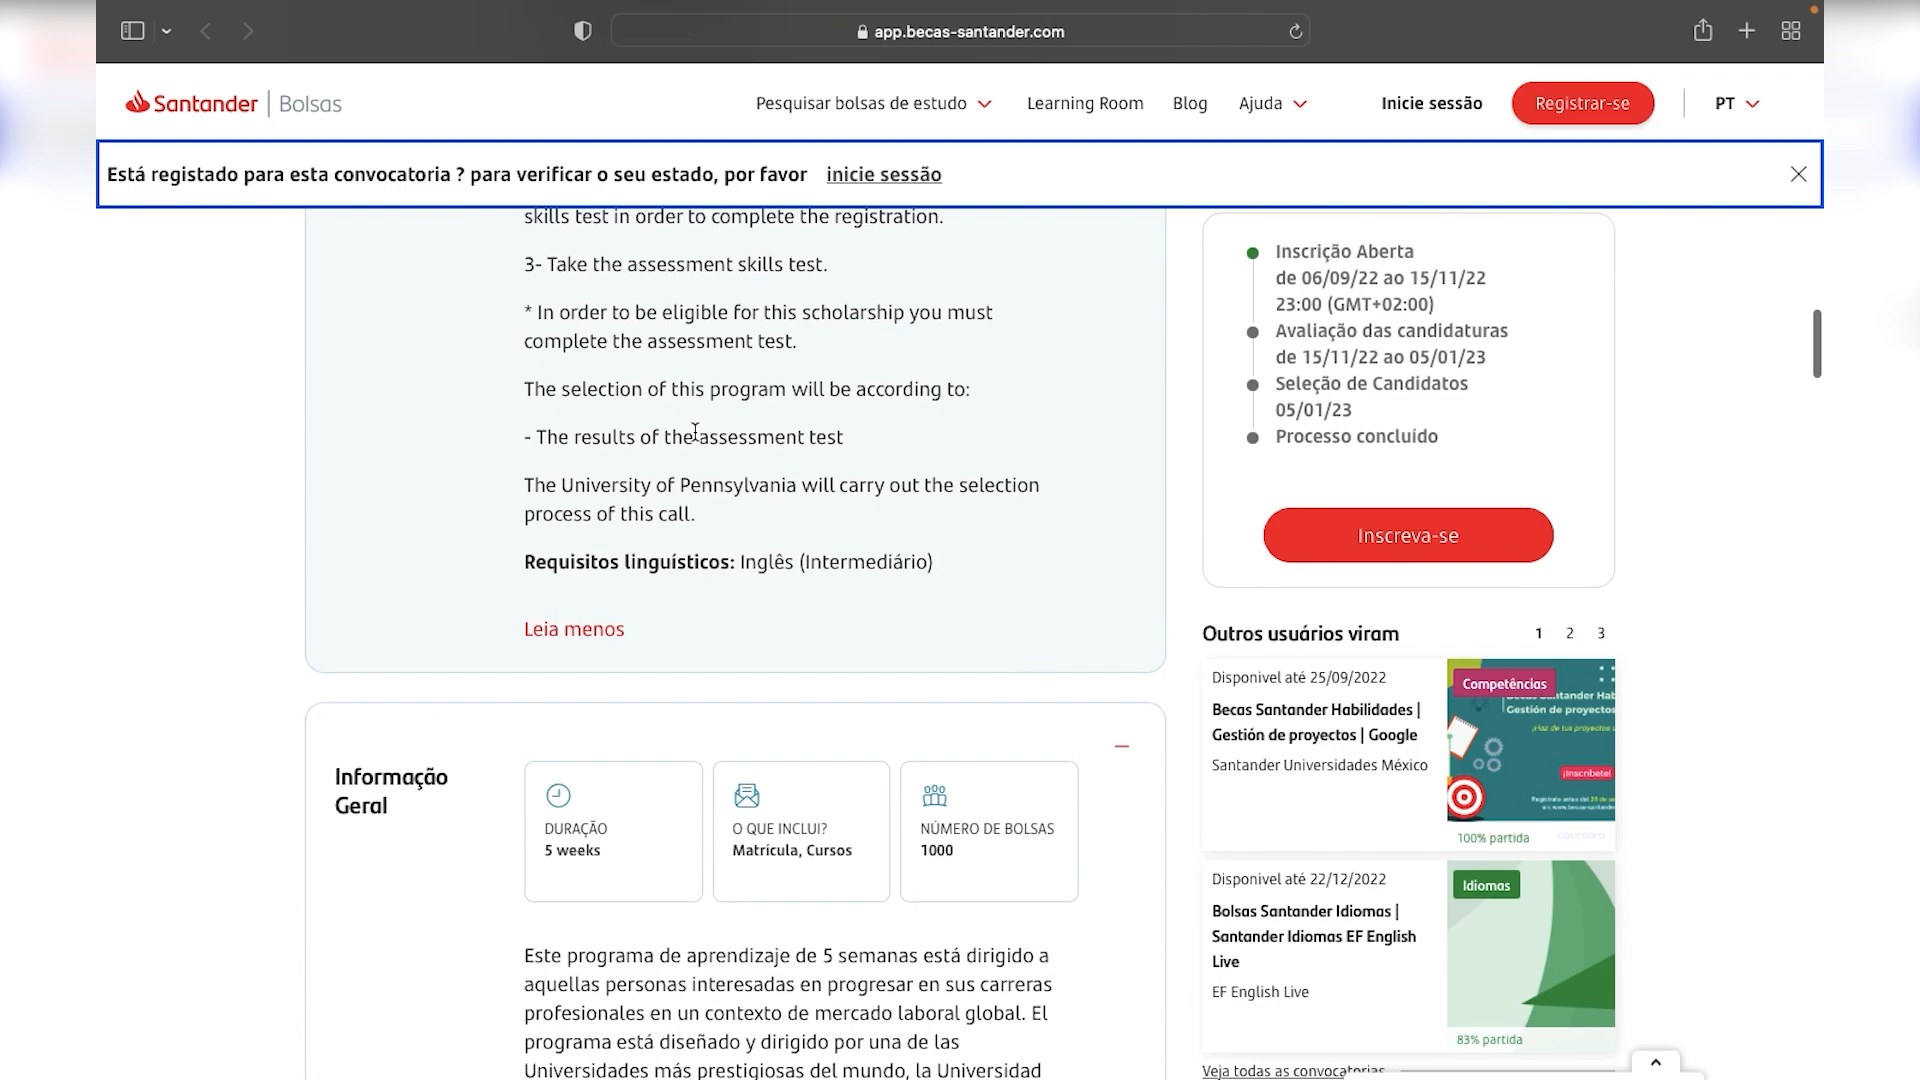 app.becas-santander.com
Santander | Bolsas
Pesquisar bolsas de estudo
Learning Room
Blog
Ajuda
Inicie sessão
Registrar-se
PT
Está registado para esta convocatoria ? para verificar o seu estado, por favor inicie sessão
skills test in order to complete the registration.
3- Take the assessment skills test.
* In order to be eligible for this scholarship you must
complete the assessment test.
The selection of this program will be according to:
- The results of the assessment test
The University of Pennsylvania will carry out the selection
process of this call.
Requisitos linguísticos: Inglês (Intermediário)
Leia menos
Informação
Geral
DURAÇÃO
5 weeks
O QUE INCLUI?
Matrícula, Cursos
NÚMERO DE BOLSAS
1000
Este programa de aprendizaje de 5 semanas está dirigido a
aquellas personas interesadas en progresar en sus carreras
profesionales en un contexto de mercado laboral global. El
programa está diseñado y dirigido por una de las
Universidades más prestigiosas del mundo, la Universidad
Inscrição Aberta
de 06/09/22 ao 15/11/22
23:00 (GMT+02:00)
Avaliação das candidaturas
de 15/11/22 ao 05/01/23
Seleção de Candidatos
05/01/23
Processo concluído
Inscreva-se
Outros usuários viram
1 2 3
Disponivel até 25/09/2022
Becas Santander Habilidades |
Gestión de proyectos | Google
Santander Universidades México
Competências
Gestión de proyectos
¡Inscríbete!
100% partida
Disponivel até 22/12/2022
Bolsas Santander Idiomas |
Santander Idiomas EF English
Live
EF English Live
Idiomas
83% partida
Veja todas as convocatorias